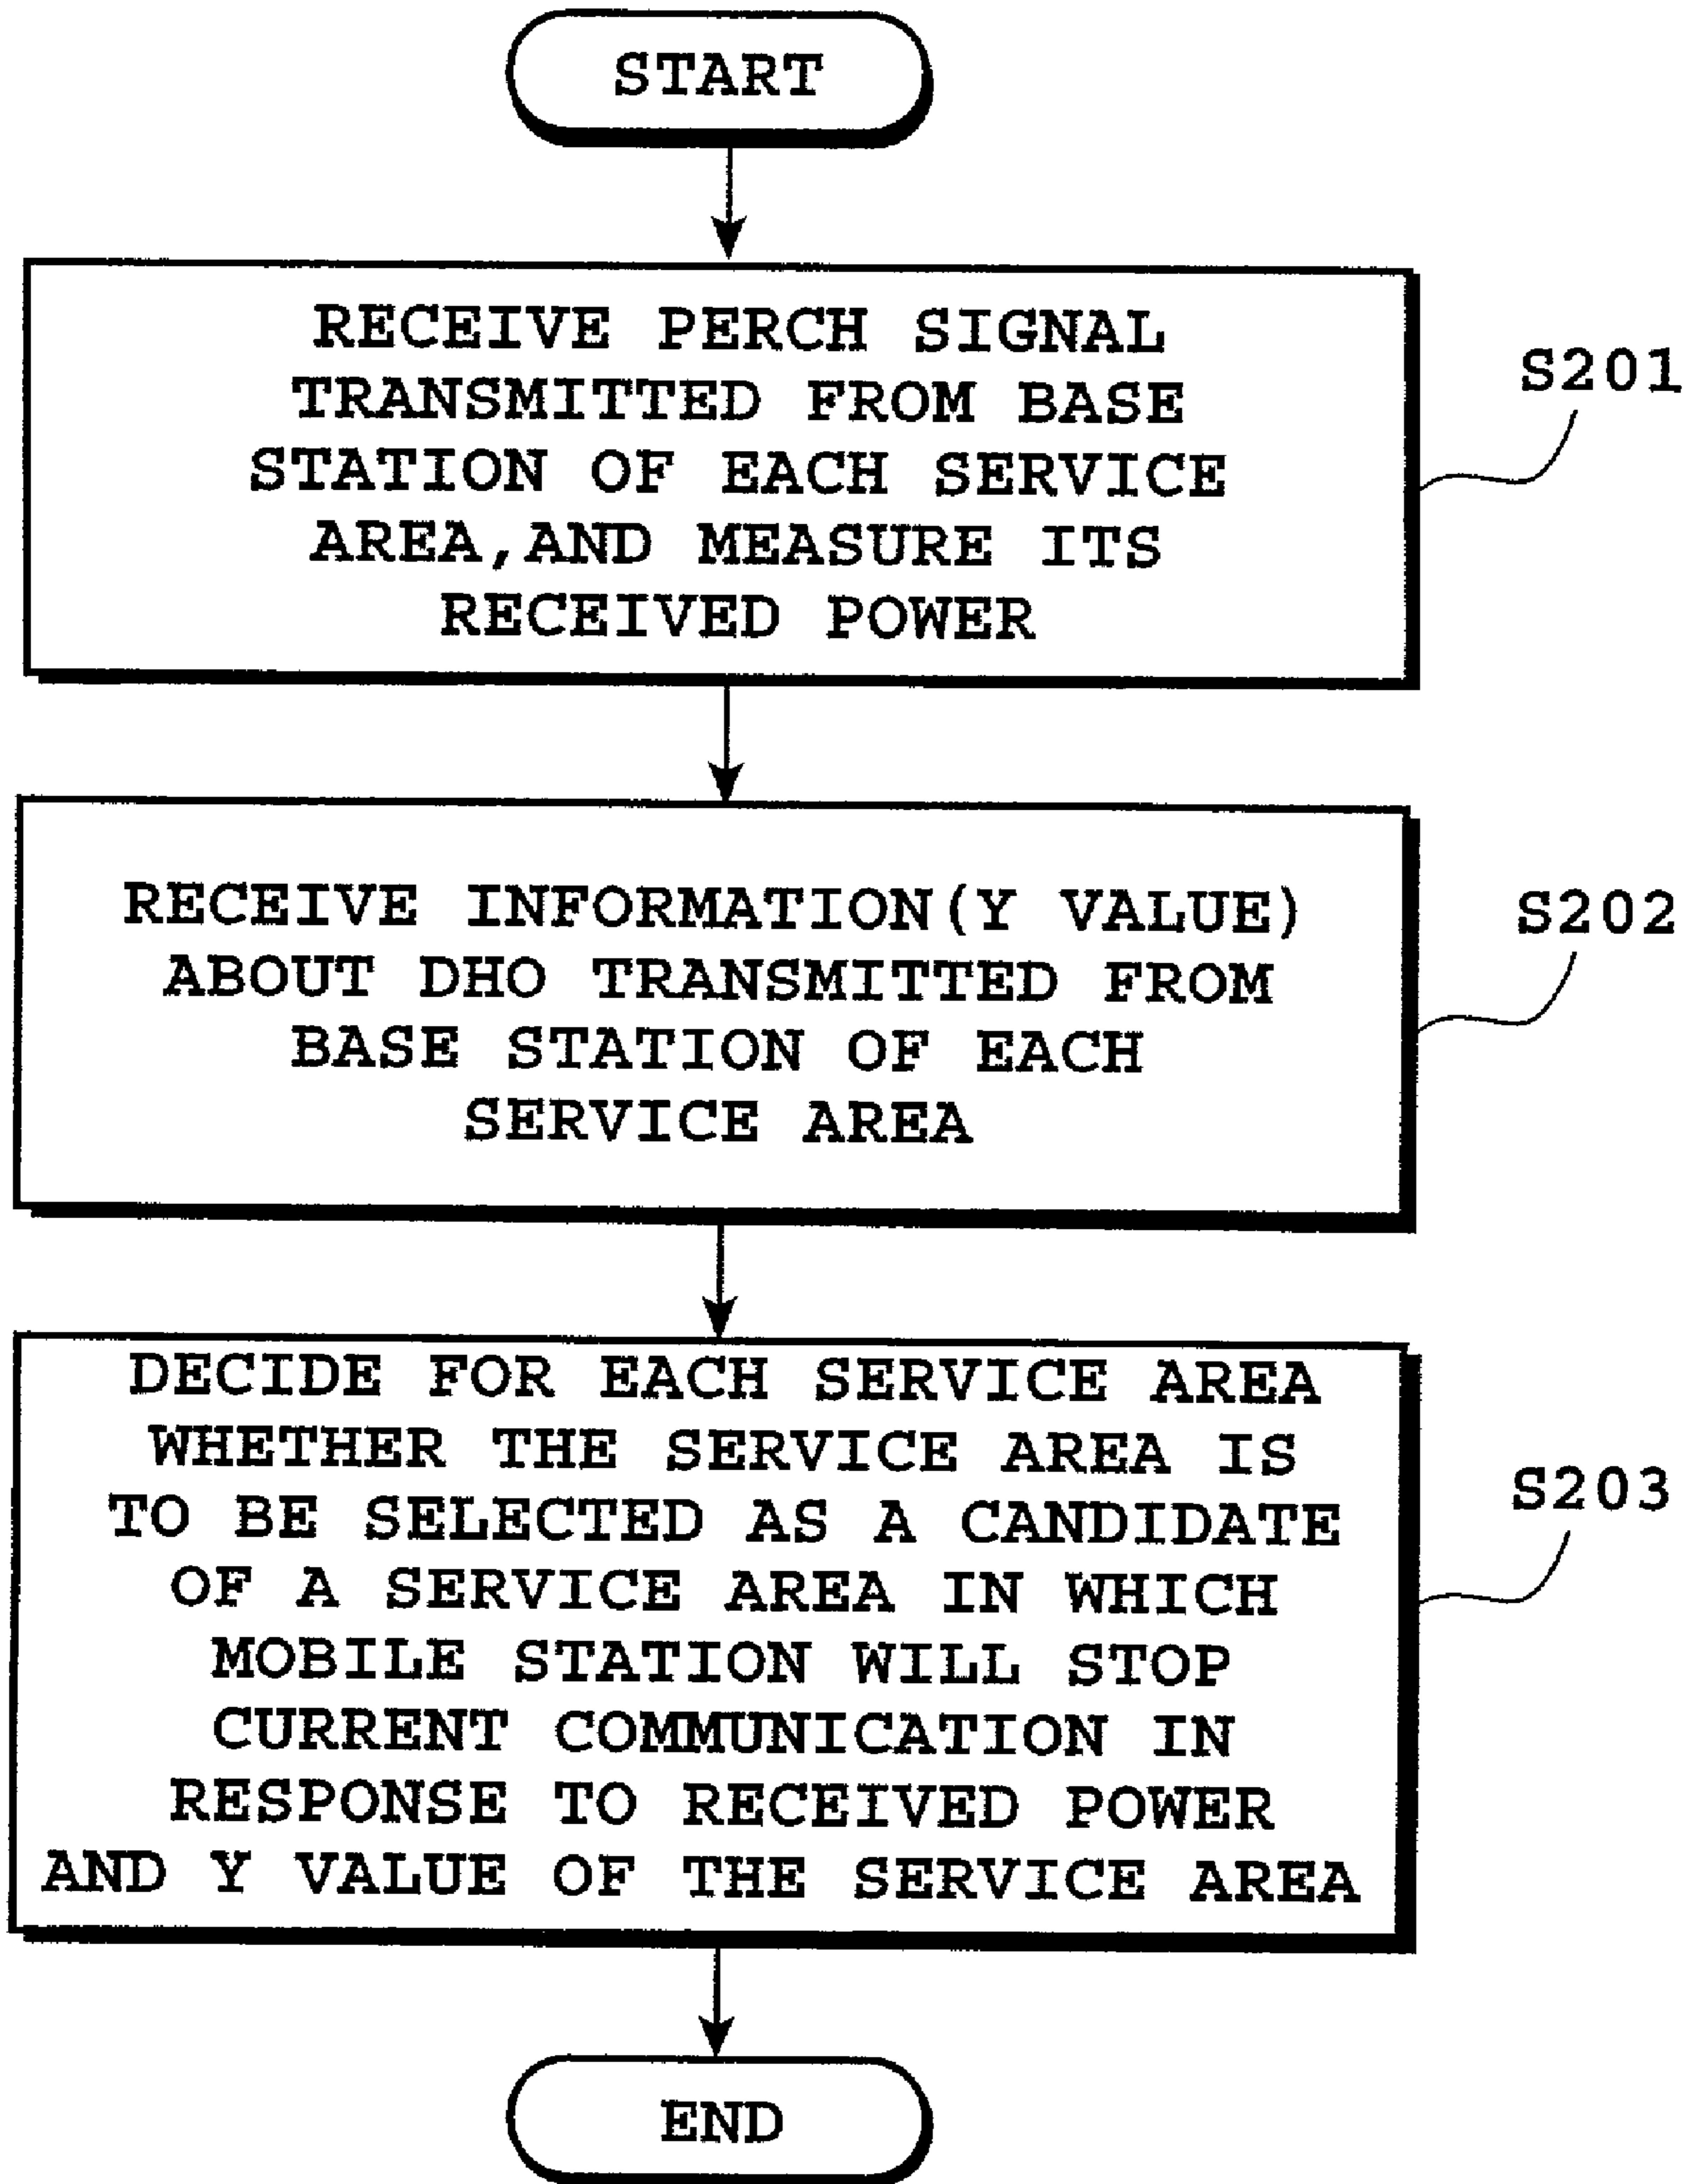 START
RECEIVE PERCH SIGNAL
TRANSMITTED FROM BASE
STATION OF EACH SERVICE
AREA,AND MEASURE ITS
RECEIVED POWER
S201
RECEIVE INFORMATION(Y VALUE)
ABOUT DHO TRANSMITTED FROM
BASE STATION OF EACH
SERVICE AREA
S202
DECIDE FOR EACH SERVICE AREA
WHETHER THE SERVICE AREA IS
TO BE SELECTED AS A CANDIDATE
OF A SERVICE AREA IN WHICH
MOBILE STATION WILL STOP
CURRENT COMMUNICATION IN
RESPONSE TO RECEIVED POWER
AND Y VALUE OF THE SERVICE AREA
S203
END